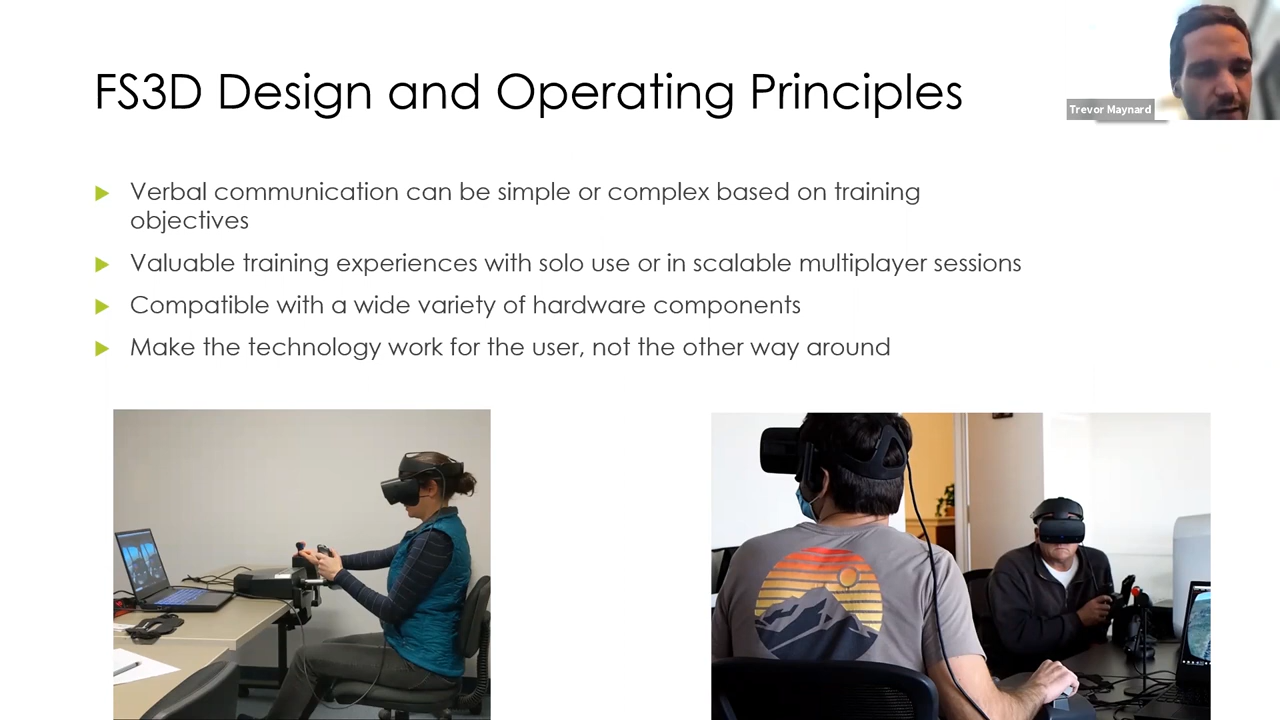 FS3D Design and Operating Principles
Trevor Maynard
Verbal communication can be simple or complex based on training
objectives
Valuable training experiences with solo use or in scalable multiplayer sessions
Compatible with a wide variety of hardware components
Make the technology work for the user, not the other way around